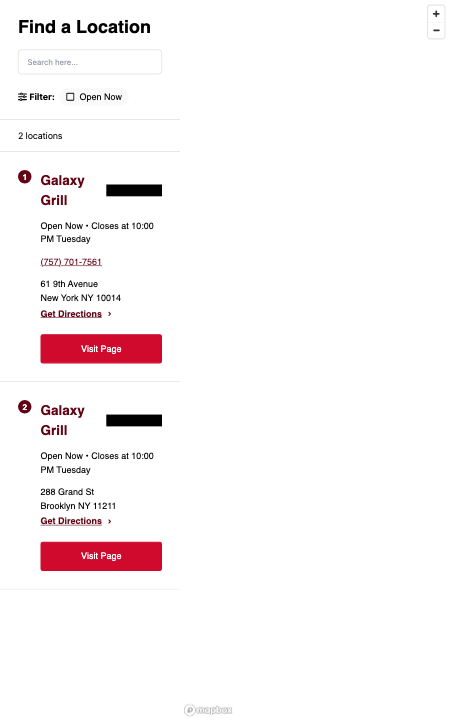 Find a Location
Search here...
Filter:
Open Now
2 locations
1
Galaxy
Grill
Open Now • Closes at 10:00
PM Tuesday
(757) 701-7561
61 9th Avenue
New York NY 10014
Get Directions
Visit Page
2
Galaxy
Grill
Open Now • Closes at 10:00
PM Tuesday
288 Grand St
Brooklyn NY 11211
Get Directions
Visit Page
mapbox